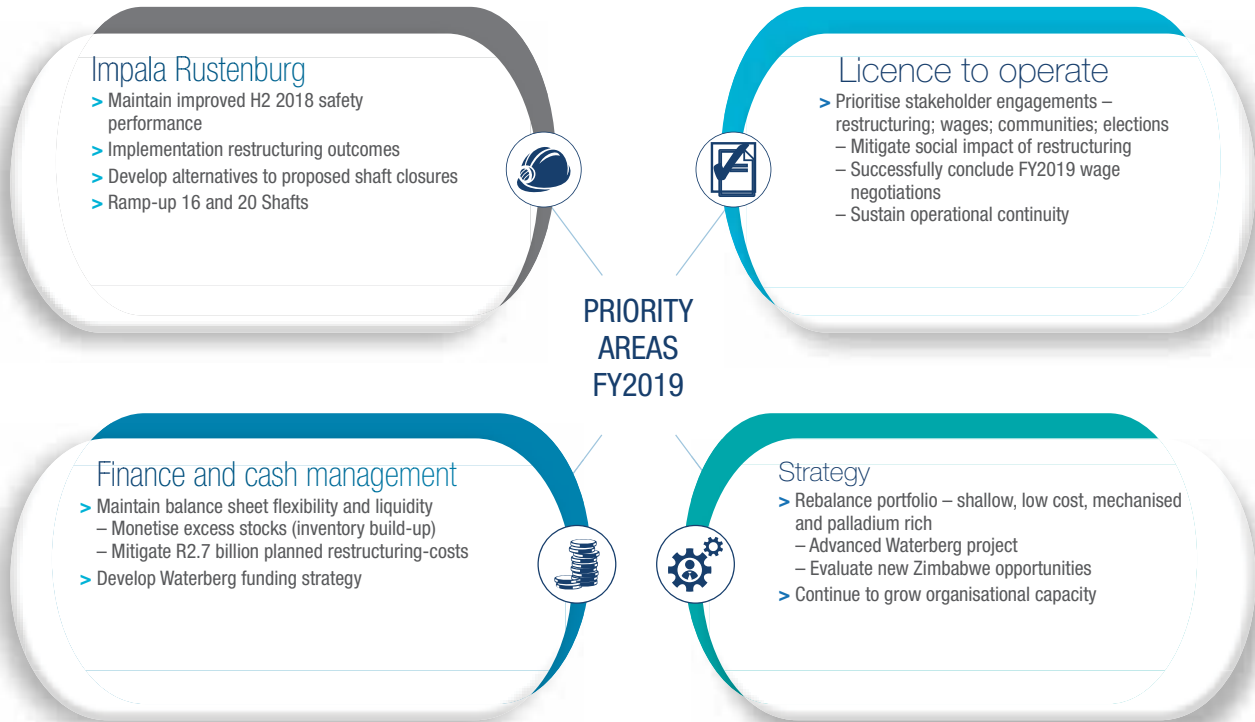 Impala Rustenburg
> Maintain improved H2 2018 safety
performance
> Implementation restructuring outcomes
> Develop alternatives to proposed shaft closures
> Ramp-up 16 and 20 Shafts
Licence to operate
> Prioritise stakeholder engagements –
restructuring; wages; communities; elections
– Mitigate social impact of restructuring
– Successfully conclude FY2019 wage
negotiations
– Sustain operational continuity
PRIORITY
AREAS
FY2019
Finance and cash management
> Maintain balance sheet flexibility and liquidity
– Monetise excess stocks (inventory build-up)
– Mitigate R2.7 billion planned restructuring-costs
> Develop Waterberg funding strategy
Strategy
> Rebalance portfolio – shallow, low cost, mechanised
and palladium rich
– Advanced Waterberg project
– Evaluate new Zimbabwe opportunities
> Continue to grow organisational capacity